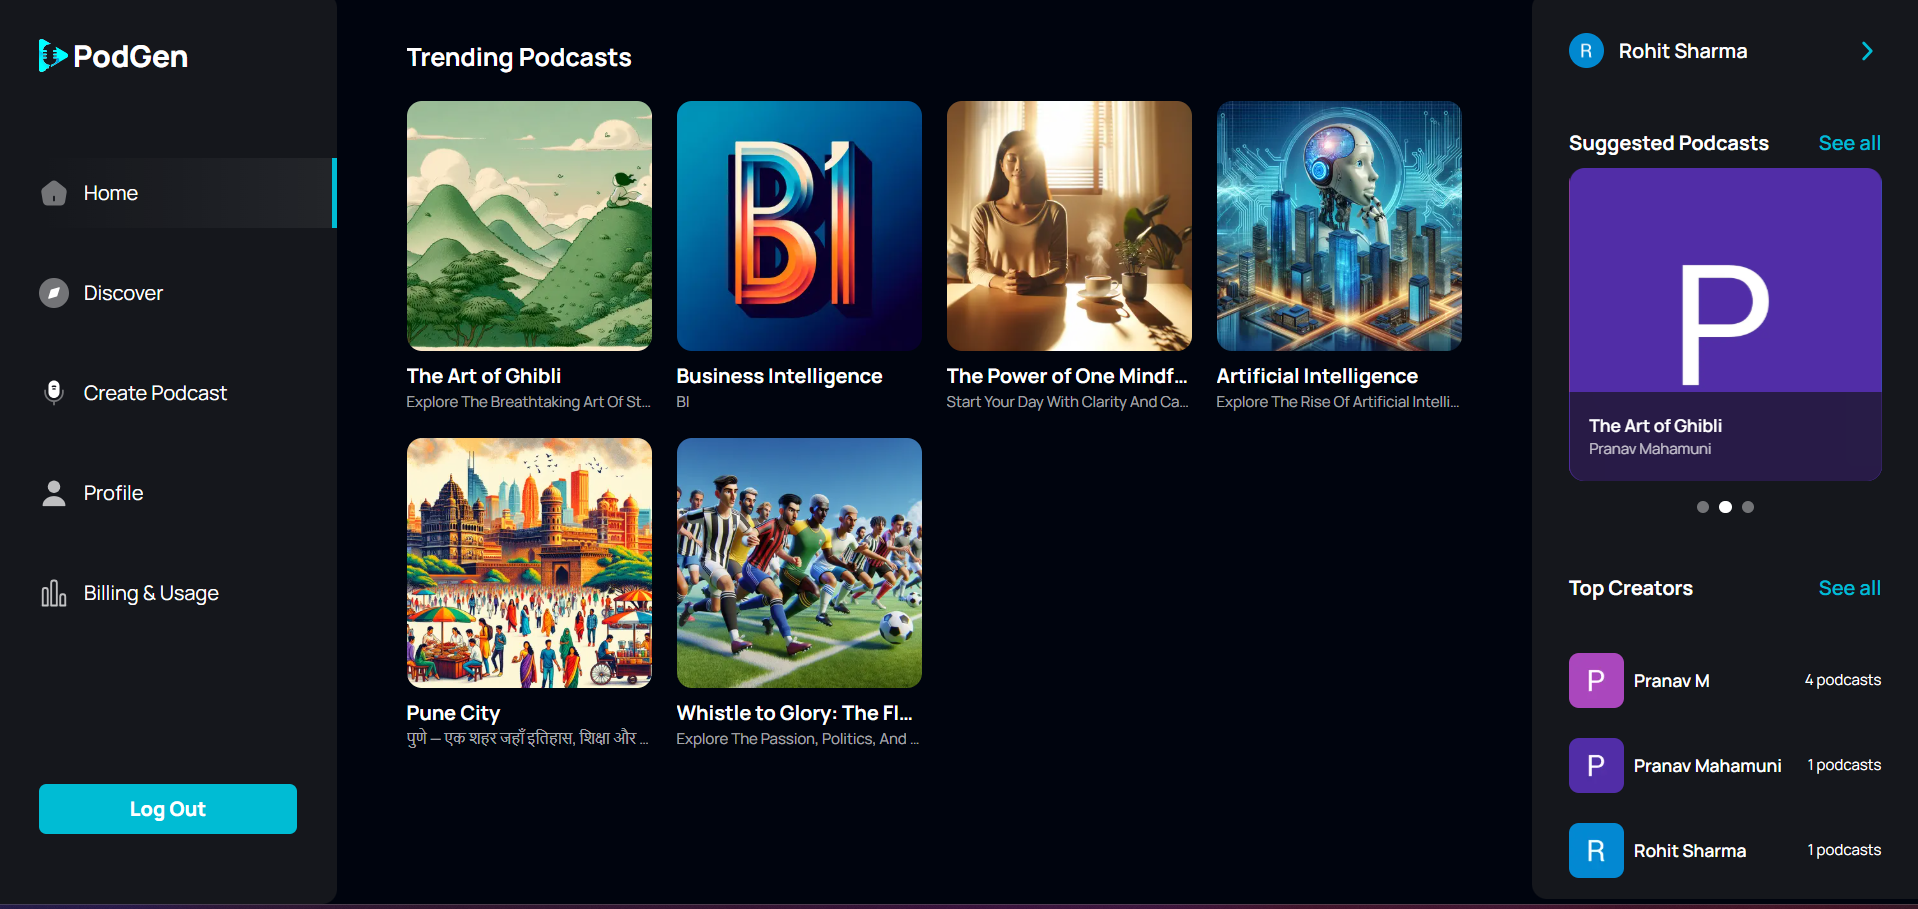 PodGen
Home
Discover
Create Podcast
Profile
Billing & Usage
Log Out
Trending Podcasts
BI
The Art of Ghibli
Explore The Breathtaking Art Of St...
Business Intelligence
BI
The Power of One Mindf...
Start Your Day With Clarity And Ca...
Artificial Intelligence
Explore The Rise Of Artificial Intelli...
Pune City
पुणे – एक शहर जहाँ इतिहास, शिक्षा और ...
Whistle to Glory: The Fl...
Explore The Passion, Politics, And ...
R Rohit Sharma
Suggested Podcasts See all
P
The Art of Ghibli
Pranav Mahamuni
Top Creators See all
P Pranav M 4 podcasts
P Pranav Mahamuni 1 podcasts
R Rohit Sharma 1 podcasts